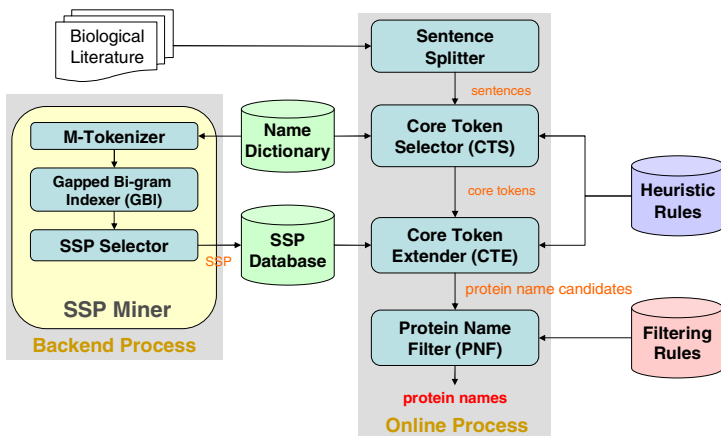 Biological
Literature
Sentence
Splitter
sentences
M-Tokenizer
Name
Dictionary
Core Token
Selector (CTS)
Gapped Bi-gram
Indexer (GBI)
core tokens
Heuristic
Rules
SSP Selector
SSP
SSP
Database
Core Token
Extender (CTE)
protein name candidates
SSP Miner
Backend Process
Protein Name
Filter (PNF)
Filtering
Rules
protein names
Online Process